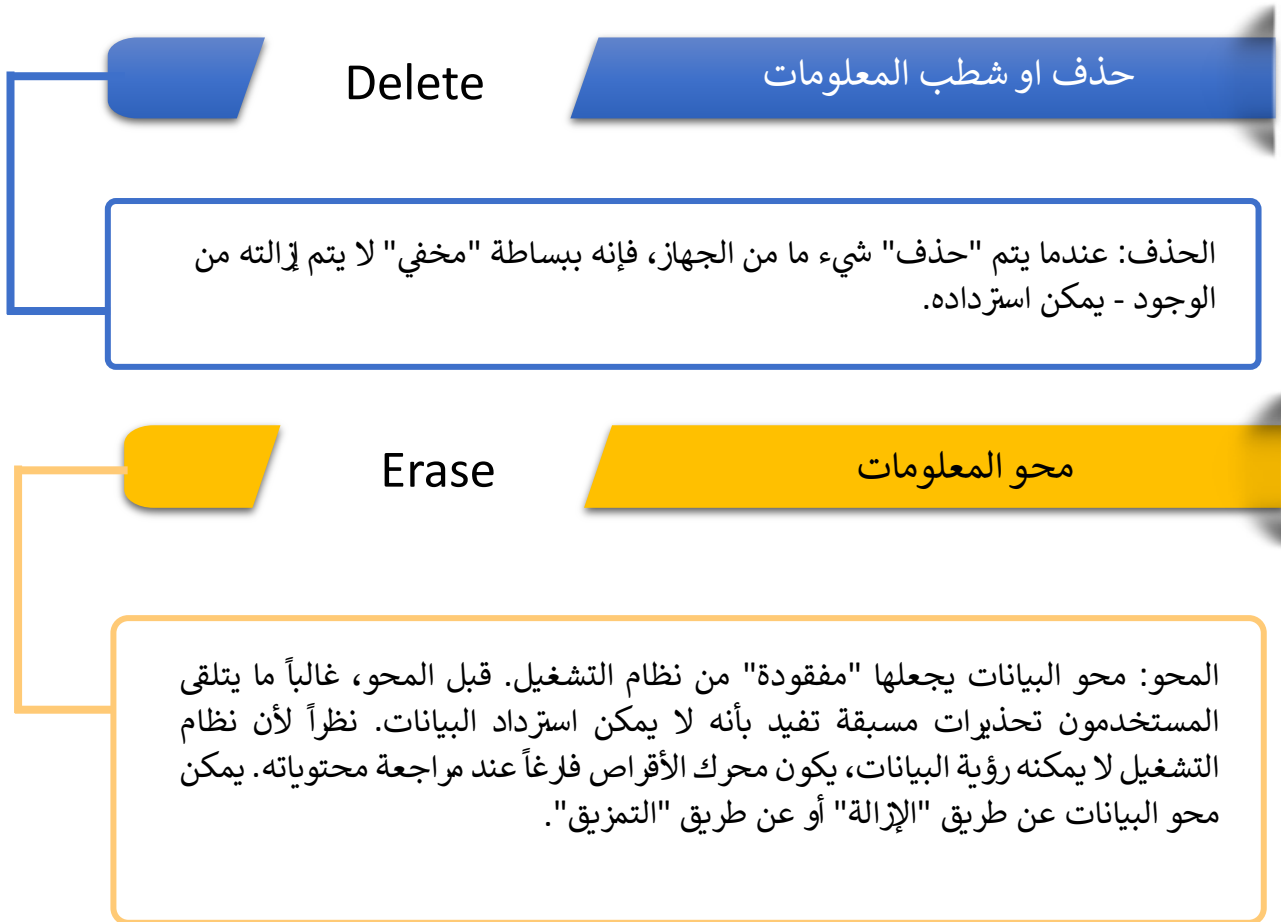 حذف او شطب المعلومات
Delete
الحذف: عندما يتم "حذف" شيء ما من الجهاز، فإنه ببساطة "مخفي" لا يتم إزالته من
الوجود - يمكن استرداده.
محو المعلومات
Erase
المحو: محو البيانات يجعلها "مفقودة" من نظام التشغيل. قبل المحو، غالباً ما يتلقى
المستخدمون تحذيرات مسبقة تفيد بأنه لا يمكن استرداد البيانات. نظراً لأن نظام
التشغيل لا يمكنه رؤية البيانات، يكون محرك الأقراص فارغاً عند مراجعة محتوياته. يمكن
محو البيانات عن طريق "الإزالة" أو عن طريق "التمزيق".